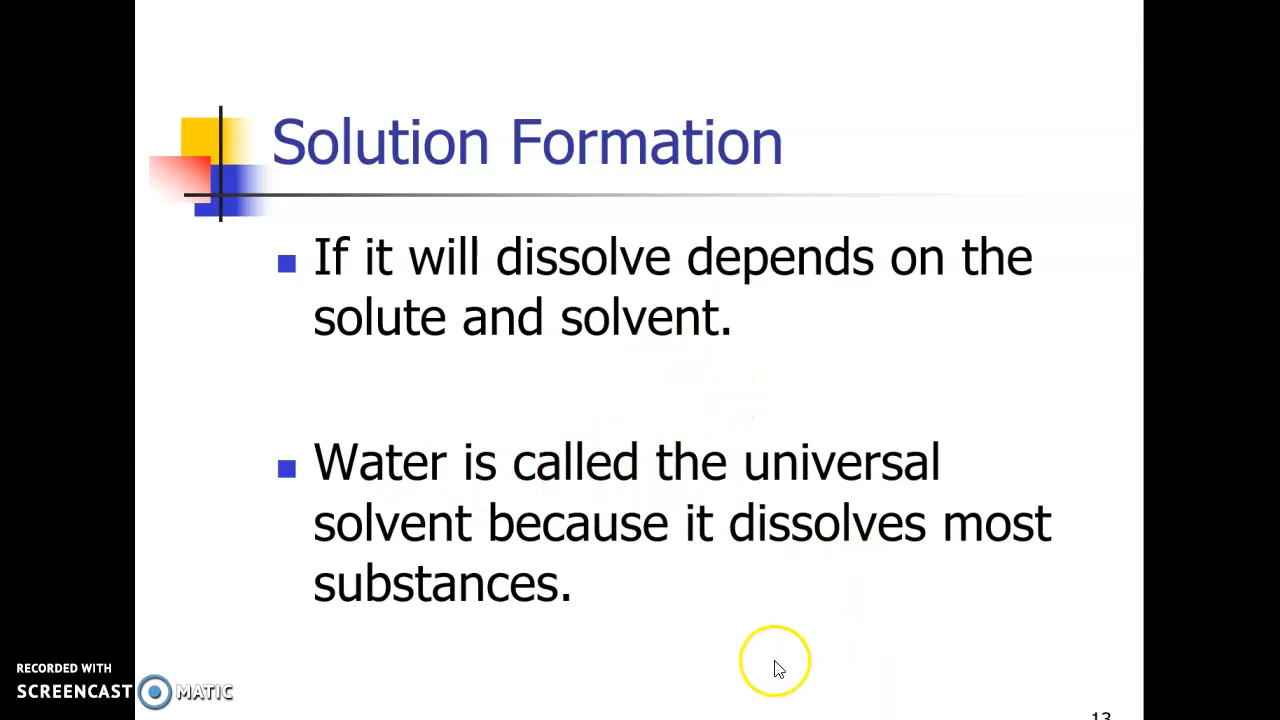 Solution Formation
If it will dissolve depends on the
solute and solvent.
Water is called the universal
solvent because it dissolves most
substances.
RECORDED WITH
SCREENCAST MATIC
13